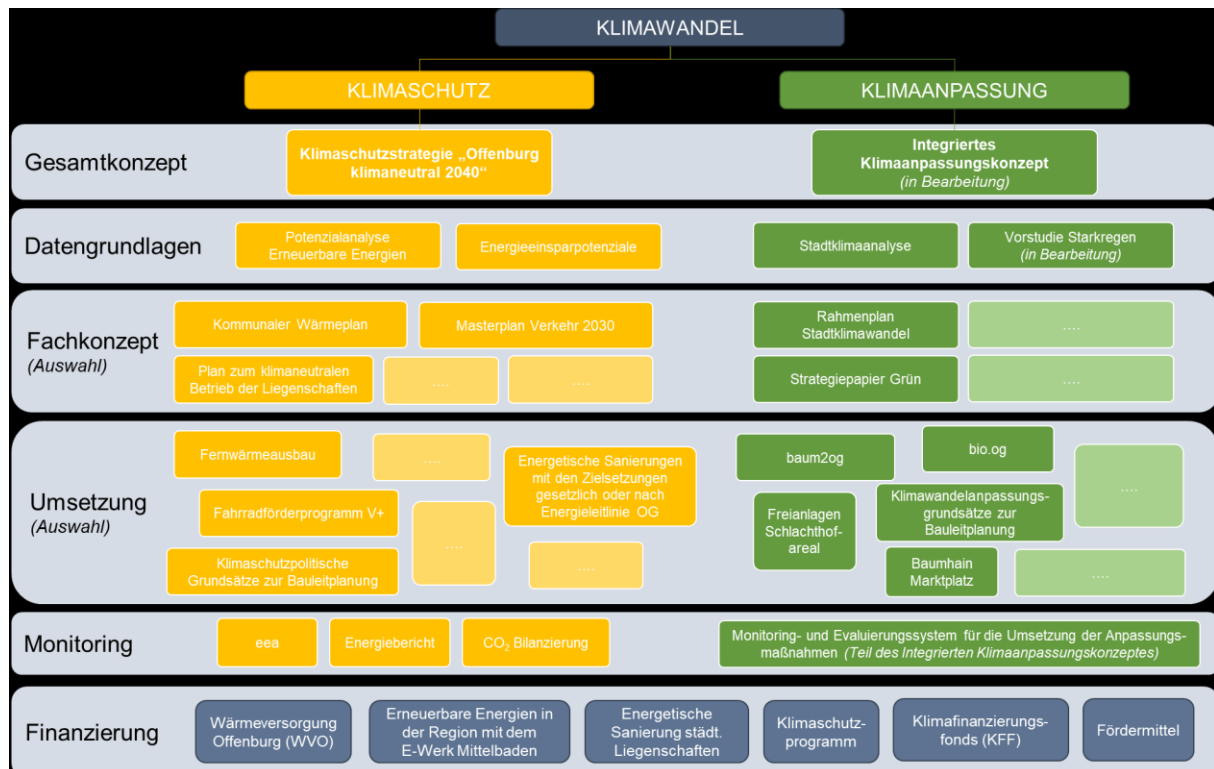 KLIMAWANDEL
KLIMASCHUTZ
KLIMAANPASSUNG
Gesamtkonzept
Klimaschutzstrategie „Offenburg
klimaneutral 2040“
Integriertes
Klimaanpassungskonzept
(in Bearbeitung)
Datengrundlagen
Potenzialanalyse
Erneuerbare Energien
Energieeinsparpotenziale
Stadtklimaanalyse
Vorstudie Starkregen
(in Bearbeitung)
Fachkonzept
(Auswahl)
Kommunaler Wärmeplan
Masterplan Verkehr 2030
Plan zum klimaneutralen
Betrieb der Liegenschaften
....
....
Rahmenplan
Stadtklimawandel
....
Strategiepapier Grün
....
Umsetzung
(Auswahl)
Fernwärmeausbau
....
Energetische Sanierungen
mit den Zielsetzungen
gesetzlich oder nach
Energieleitlinie OG
Fahrradförderprogramm V+
....
Klimaschutzpolitische
Grundsätze zur Bauleitplanung
....
baum2og
bio.og
....
Freianlagen
Schlachthof-
areal
Klimawandelanpassungs-
grundsätze zur
Bauleitplanung
Baumhain
Marktplatz
....
Monitoring
eea
Energiebericht
CO₂ Bilanzierung
Monitoring- und Evaluierungssystem für die Umsetzung der Anpassungs-
maßnahmen (Teil des Integrierten Klimaanpassungskonzeptes)
Finanzierung
Wärmeversorgung
Offenburg (WVO)
Erneuerbare Energien in
der Region mit dem
E-Werk Mittelbaden
Energetische
Sanierung städt.
Liegenschaften
Klimaschutz-
programm
Klimafinanzierungs-
fonds (KFF)
Fördermittel